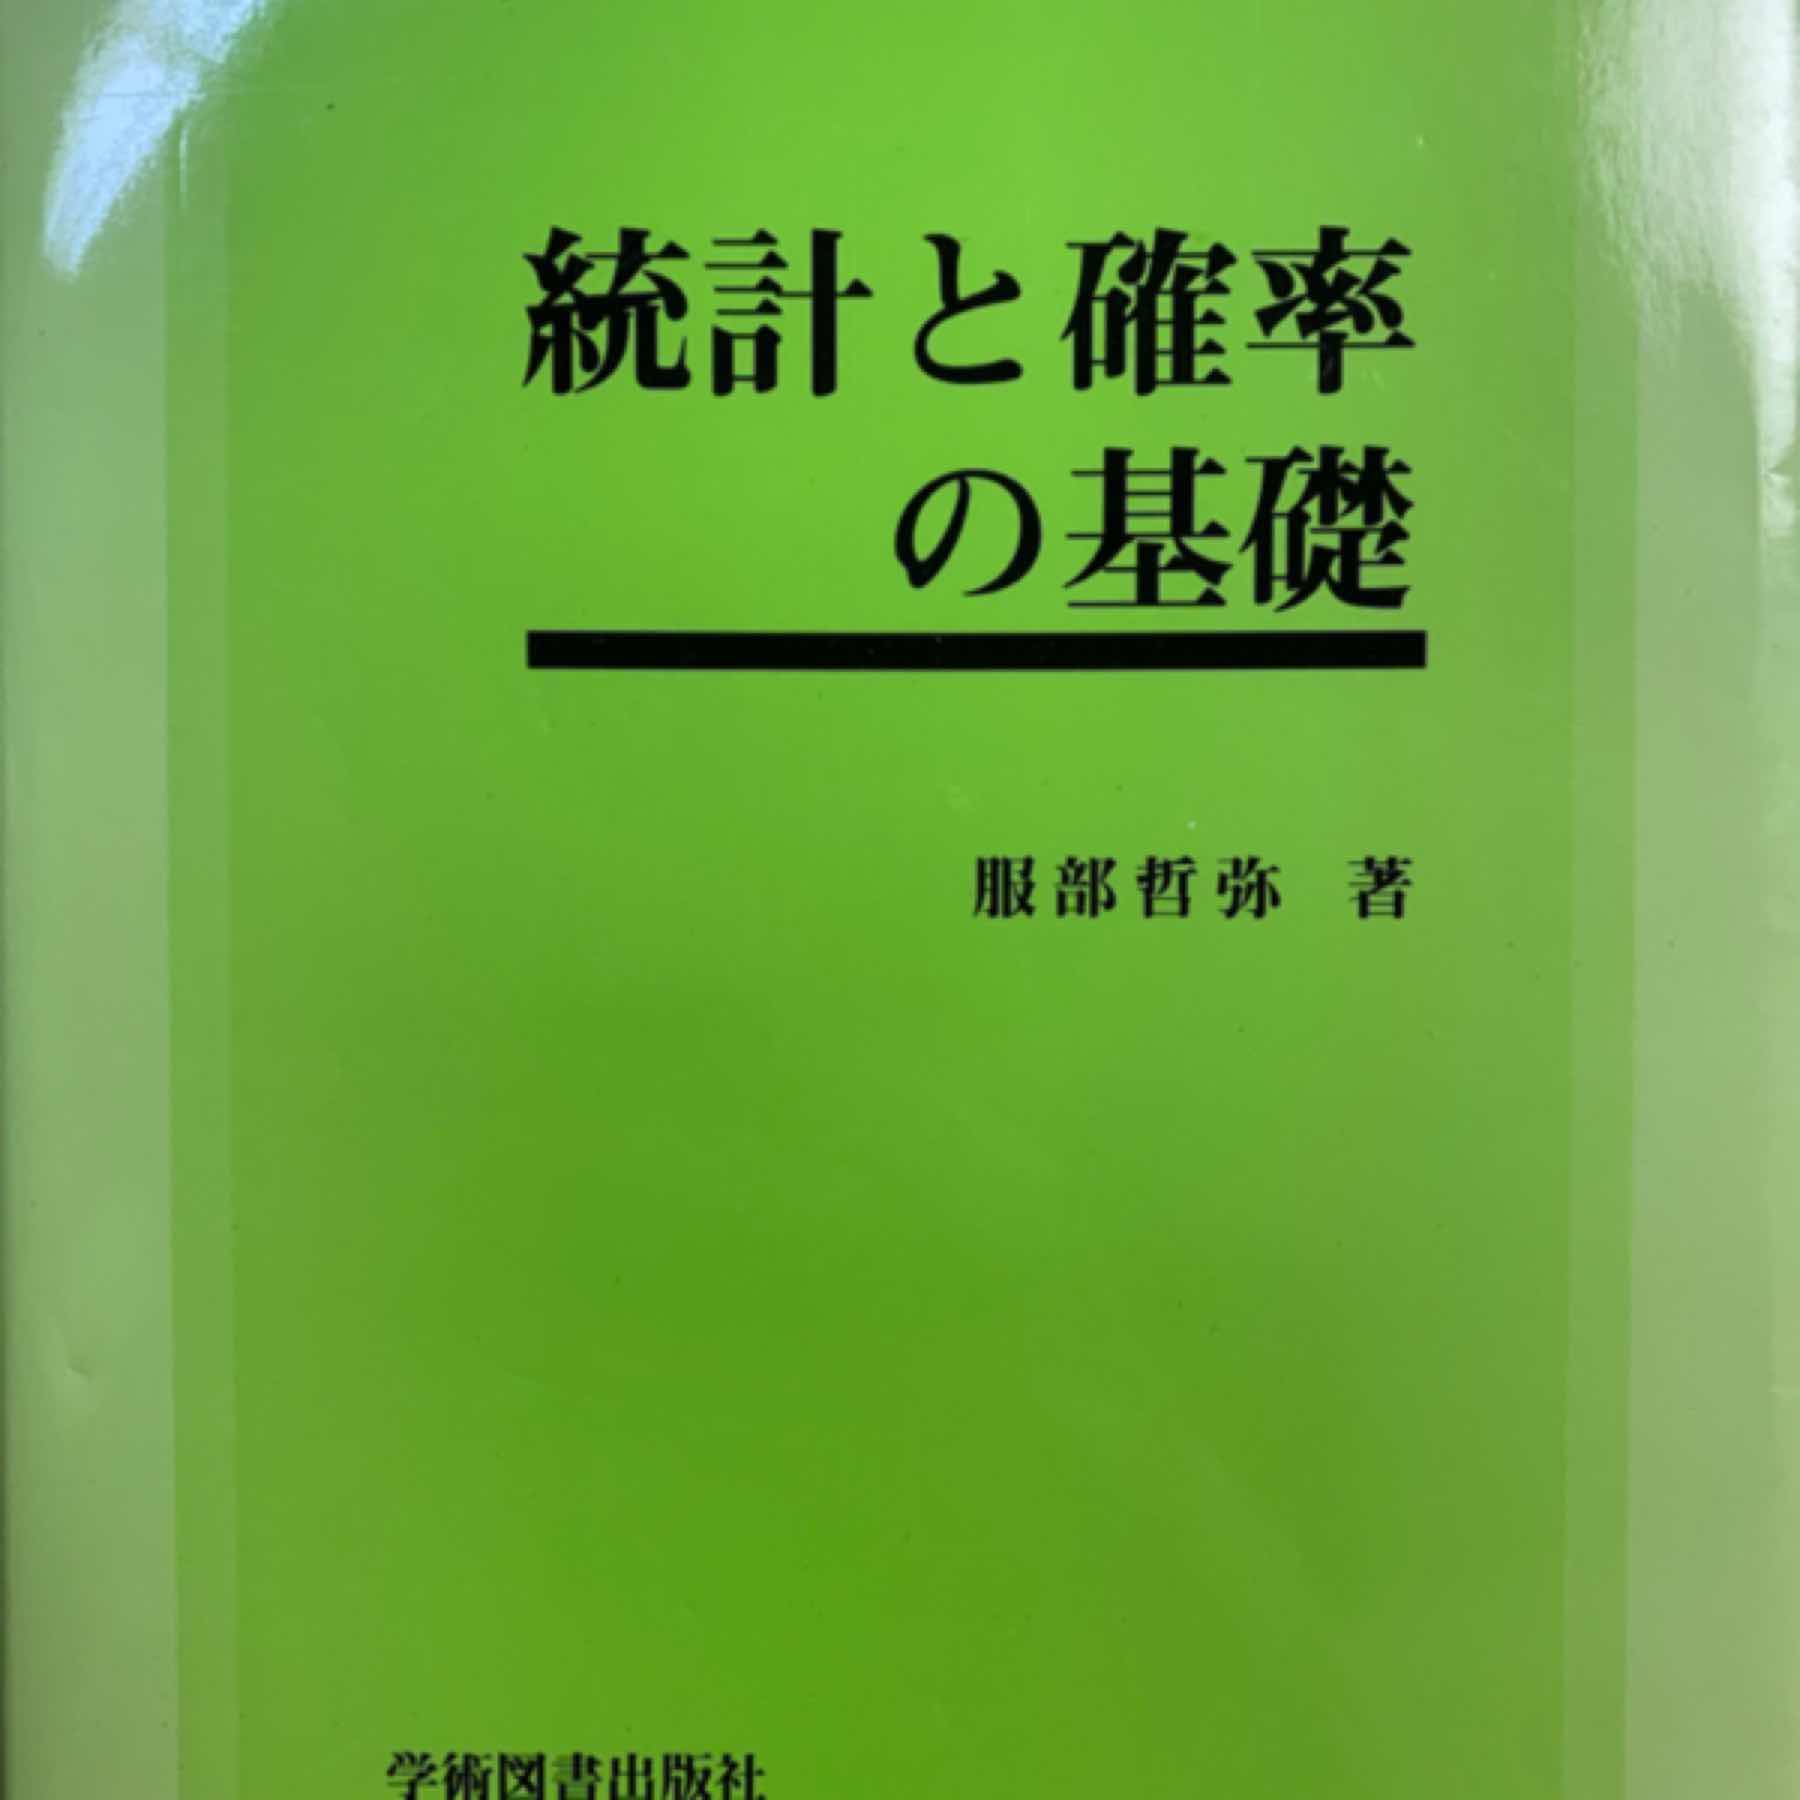 統計と確率
の基礎
服部哲弥 著
学術図書出版社